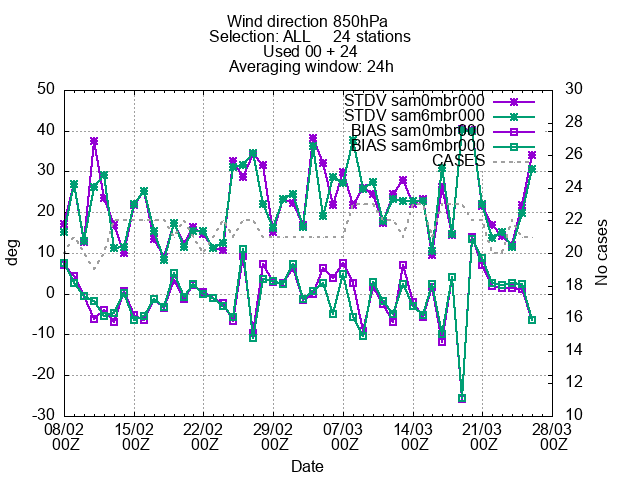 Wind direction 850hPa
Selection: ALL 24 stations
Used 00 + 24
Averaging window: 24h
50 30
STDV sam0mbr000
STDV sam6mbr000
BIAS sam0mbr000
BIAS sam6mbr000
CASES
40 28
30 26
20 24
10 22
0 20
-10 18
-20 16
-30 14
12
10
deg
No cases
08/02 15/02 22/02 29/02 07/03 14/03 21/03 28/03
00Z 00Z 00Z 00Z 00Z 00Z 00Z 00Z
Date